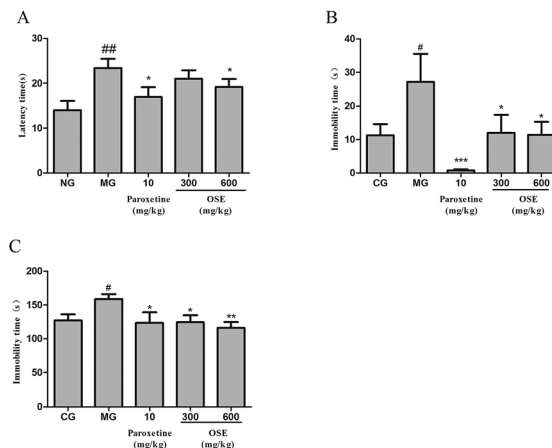 A
##
*
*
Latency time(s)
30
20
10
0
NG MG 10 300 600
Paroxetine OSE
(mg/kg) (mg/kg)
B
#
***
*
*
Immobility time（s）
40
30
20
10
0
CG MG 10 300 600
Paroxetine OSE
(mg/kg) (mg/kg)
C
#
*
*
**
Immobility time（s）
200
150
100
50
0
CG MG 10 300 600
Paroxetine OSE
(mg/kg) (mg/kg)